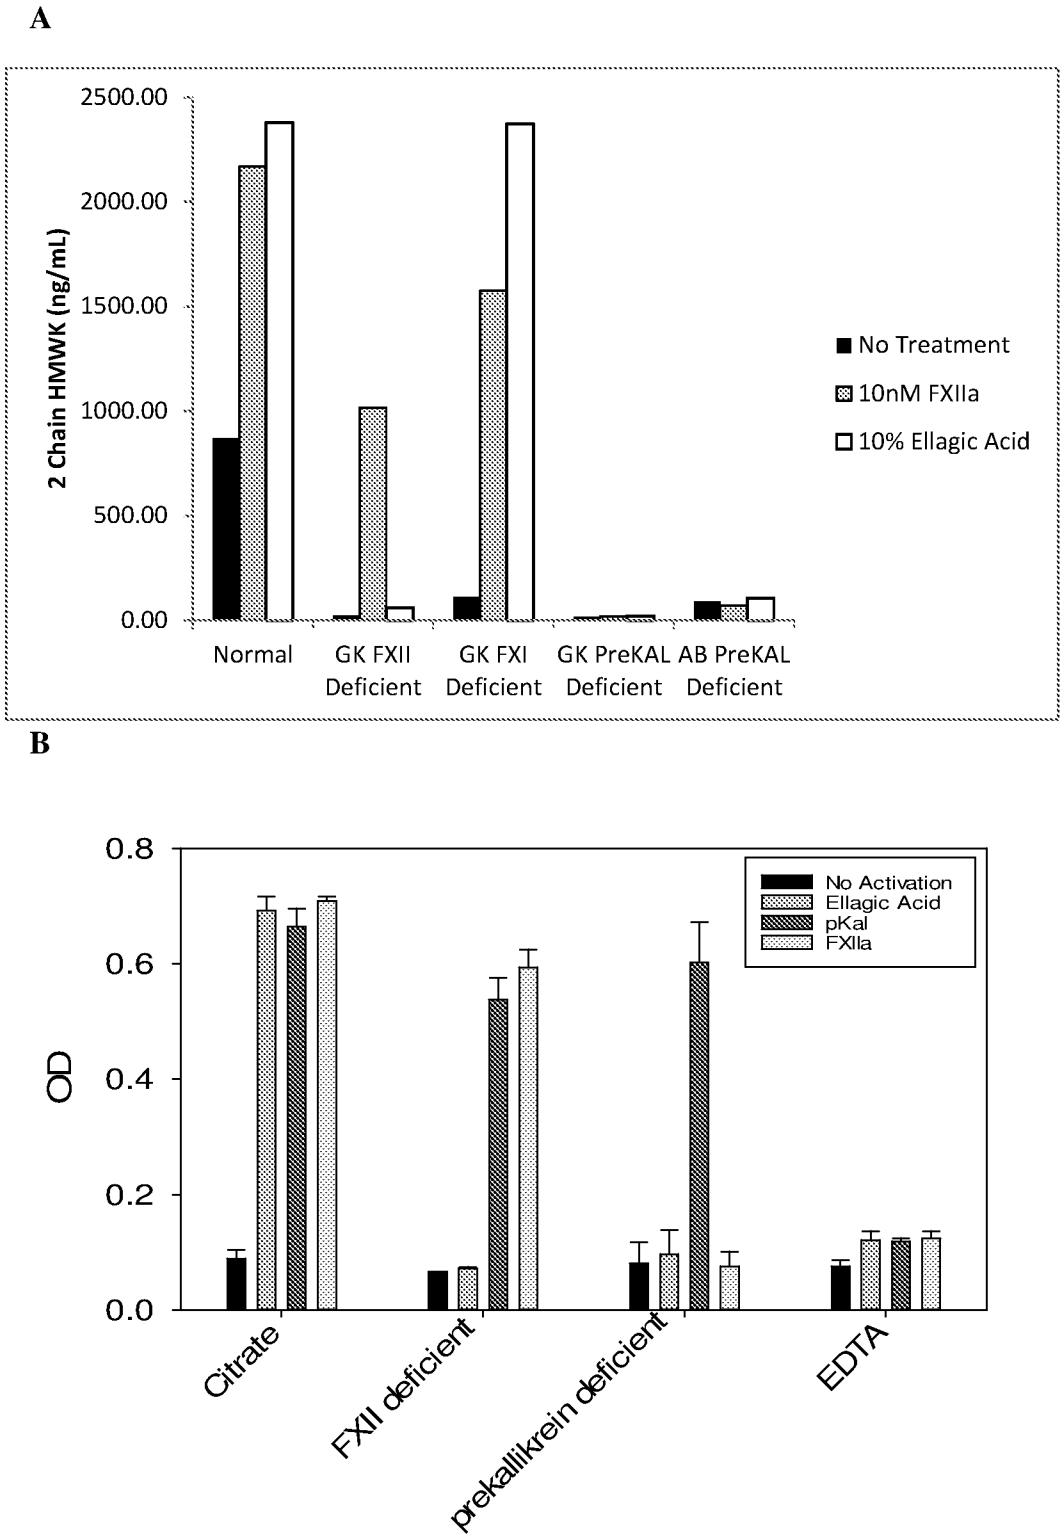 A
2500.00
2000.00
1500.00
1000.00
500.00
0.00
2 Chain HMWK (ng/mL)
Normal
GK FXII
Deficient
GK FXI
Deficient
GK PreKAL
Deficient
AB PreKAL
Deficient
No Treatment
10nM FXIIa
10% Ellagic Acid
B
0.8
0.6
0.4
0.2
0.0
OD
No Activation
Ellagic Acid
pKal
FXIIa
Citrate
FXII deficient
prekallikrein deficient
EDTA